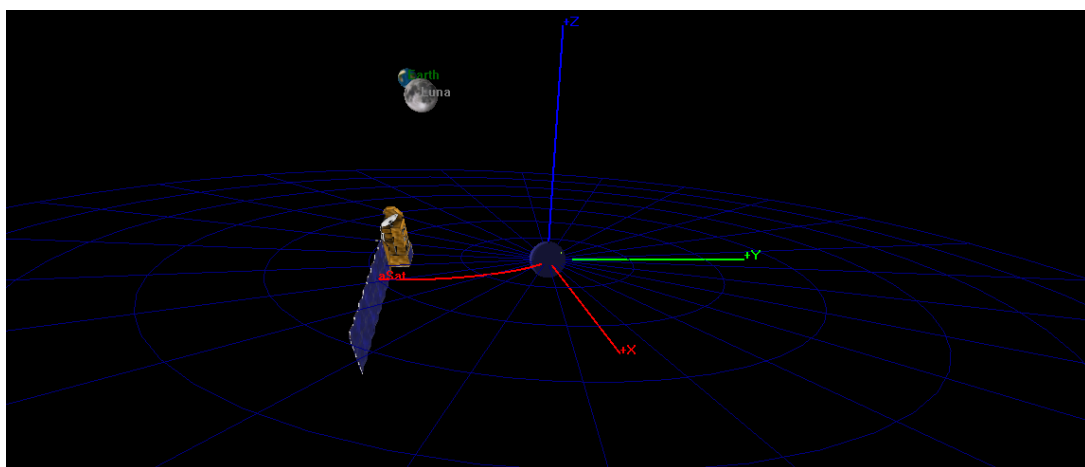 +Z
Earth
Luna
+Y
aSat
+X